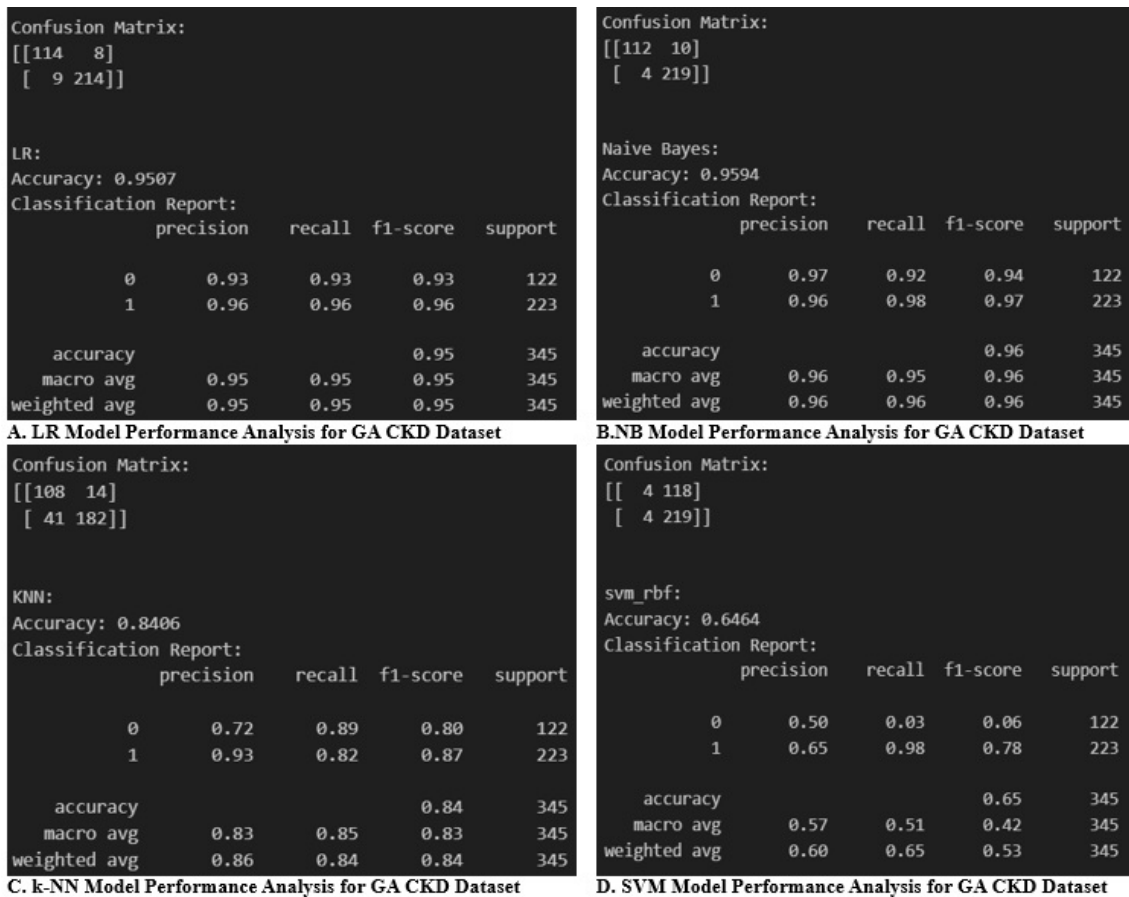 Confusion Matrix:
[[114   8]
 [  9 214]]
LR:
Accuracy: 0.9507
Classification Report:
precision recall f1-score support
0 0.93 0.93 0.93 122
1 0.96 0.96 0.96 223
accuracy 0.95 345
macro avg 0.95 0.95 0.95 345
weighted avg 0.95 0.95 0.95 345
A. LR Model Performance Analysis for GA CKD Dataset
Confusion Matrix:
[[112  10]
 [  4 219]]
Naive Bayes:
Accuracy: 0.9594
Classification Report:
precision recall f1-score support
0 0.97 0.92 0.94 122
1 0.96 0.98 0.97 223
accuracy 0.96 345
macro avg 0.96 0.95 0.96 345
weighted avg 0.96 0.96 0.96 345
B.NB Model Performance Analysis for GA CKD Dataset
Confusion Matrix:
[[108  14]
 [ 41 182]]
KNN:
Accuracy: 0.8406
Classification Report:
precision recall f1-score support
0 0.72 0.89 0.80 122
1 0.93 0.82 0.87 223
accuracy 0.84 345
macro avg 0.83 0.85 0.83 345
weighted avg 0.86 0.84 0.84 345
C. k-NN Model Performance Analysis for GA CKD Dataset
Confusion Matrix:
[[  4 118]
 [  4 219]]
svm_rbf:
Accuracy: 0.6464
Classification Report:
precision recall f1-score support
0 0.50 0.03 0.06 122
1 0.65 0.98 0.78 223
accuracy 0.65 345
macro avg 0.57 0.51 0.42 345
weighted avg 0.60 0.65 0.53 345
D. SVM Model Performance Analysis for GA CKD Dataset